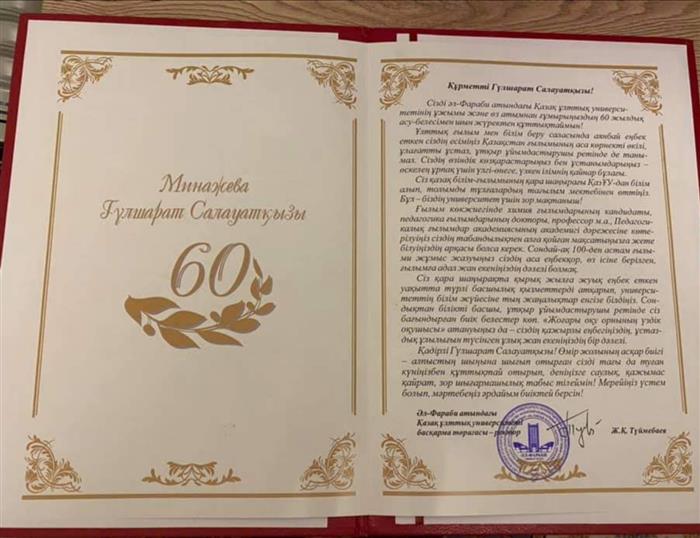 Минажева
Гүлшарат Салауатқызы
60
Құрметті Гүлшарат Салауатқызы!
Сізді әл-Фараби атындағы Қазақ ұлттық универси-
тетінің ұжымы және өз атымнан ғұмырыңыздың 60 жылдық
асу-белесімен шын жүректен құттықтаймын!
Ұлттық ғылым мен білім беру саласында аянбай еңбек
еткен сіздің есіміңіз Қазақстан ғылымының аса көрнекті өкілі,
ұлағатты ұстаз, ұтқыр ұйымдастырушы ретінде де таны-
мал. Сіздің өзіндік көзқарастарыңыз бен ұстанымдарыңыз –
өскелең ұрпақ үшін үлгі-өнеге, үлкен ілімнің қайнар бұлағы.
Сіз қазақ білім-ғылымының қара шаңырағы ҚазҰУ-дан білім
алып, толымды тұлғалардың тағылым мектебінен өттіңіз.
Бұл – біздің университет үшін зор мақтаныш!
Ғылым көкжиегінде химия ғылымдарының кандидаты,
педагогика ғылымдарының докторы, профессор м.а., Педагоги-
калық ғылымдар академиясының академигі дәрежесіне көте-
рілуіңіз сіздің табандылықпен алға қойған мақсатыңызға жете
білуіңіздің арқасы болса керек. Сондай-ақ 100-ден астам ғылы-
ми жұмыс жазуыңыз сіздің аса еңбекқор, өз ісіне берілген,
ғылымға адал жан екеніңіздің дәлелі болмақ.
Сіз қара шаңырақта қырық жылға жуық еңбек еткен
уақытта түрлі басшылық қызметтерді атқарып, универси-
теттің білім жүйесіне тың жаңалықтар енгізе білдіңіз. Сон-
дықтан білікті басшы, ұтқыр ұйымдастырушы ретінде сіз
бағындырған биік белестер көп. «Жоғары оқу орнының үздік
оқушысы» атануыңыз да – сіздің қажырлы еңбегіңіздің, ұстаз-
дық ұлылығын түсінген ұлық жан екеніңіздің бір дәлелі.
Қадірлі Гүлшарат Салауатқызы! Өмір жолының асқар биігі
– алпыстың шыңына шығып отырған сізді тағы да туған
күніңізбен құттықтай отырып, деніңізге саулық, қажымас
қайрат, зор шығармашылық табыс тілеймін! Мерейіңіз үстем
болып, мәртебеңіз әрдайым биіктей берсін!
Әл-Фараби атындағы
Қазақ ұлттық университеті
басқарма төрағасы – ректор
Ж.Қ. Түймебаев